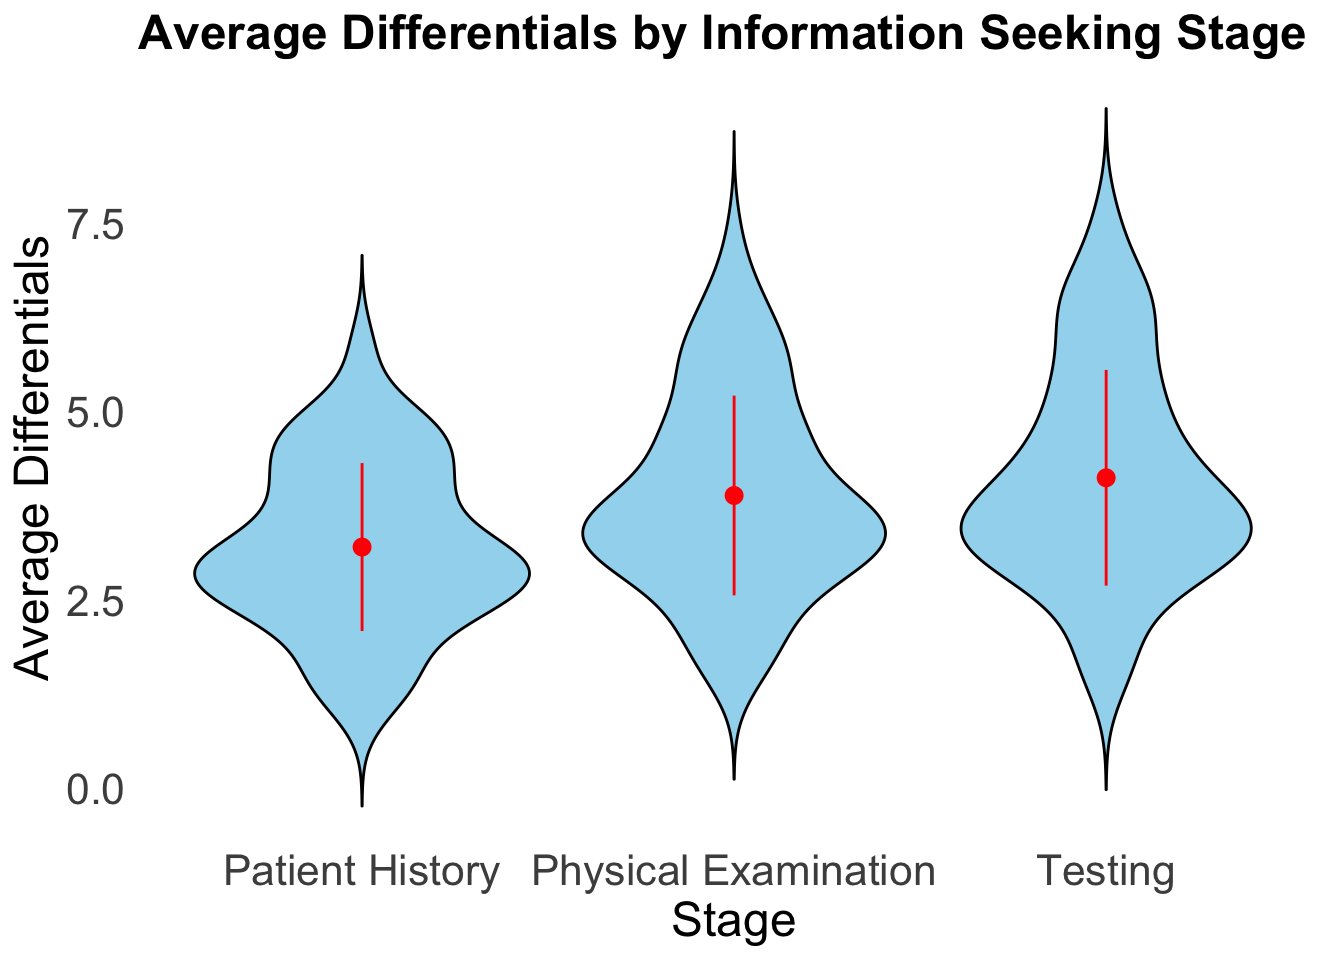 Average Differentials by Information Seeking Stage
Average Differentials
7.5
5.0
2.5
0.0
Patient History Physical Examination Testing
Stage